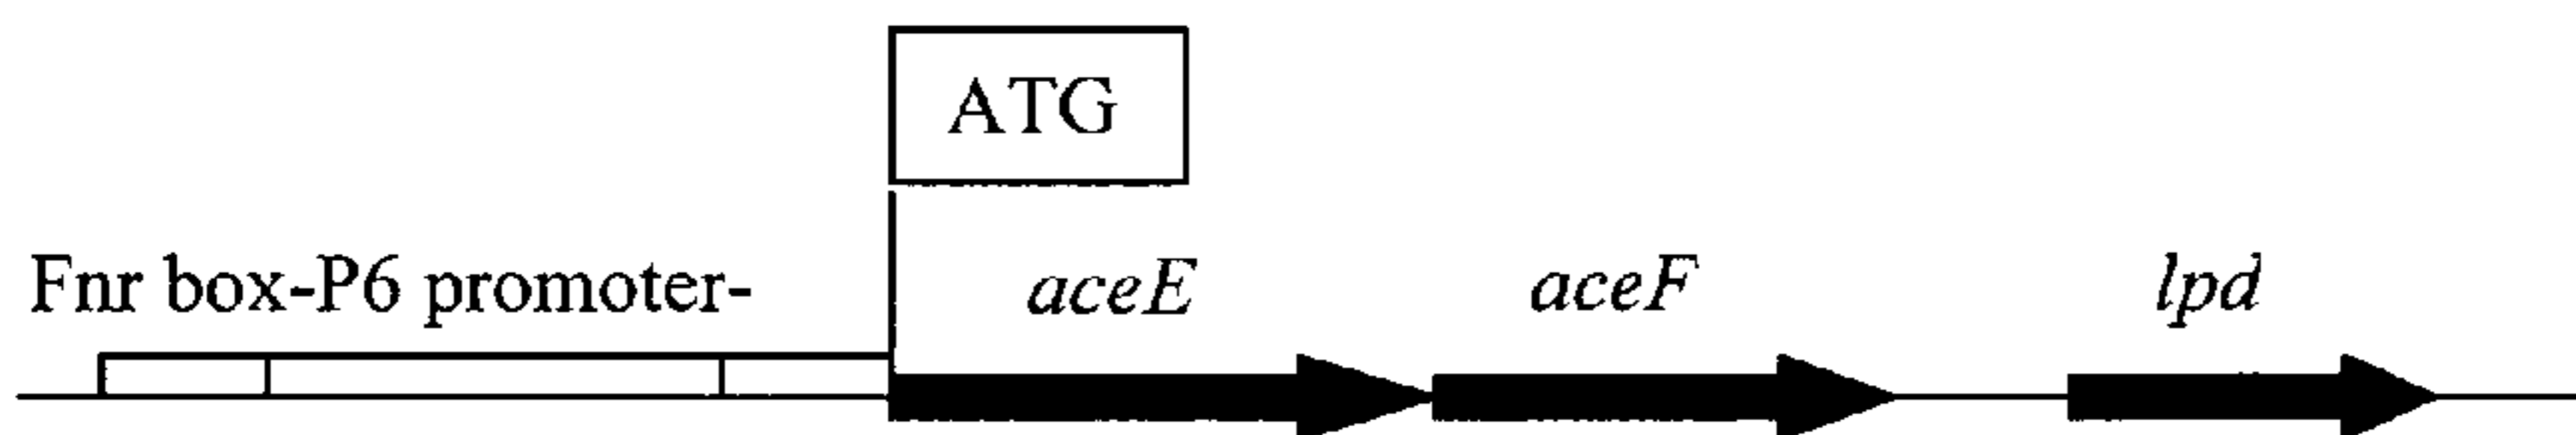 ATG
Fnr box-P6 promoter- aceE aceF lpd